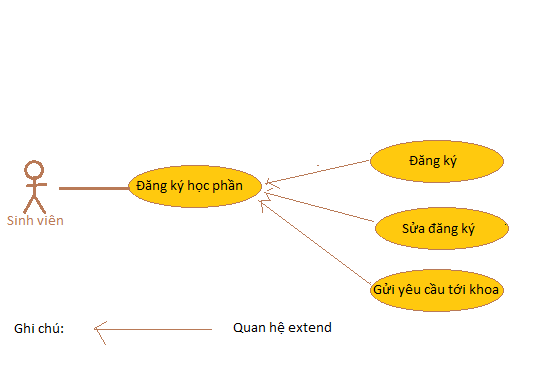 Đăng ký
Đăng ký học phần
Sinh viên
Sửa đăng ký
Gửi yêu cầu tới khoa
Ghi chú:
Quan hệ extend